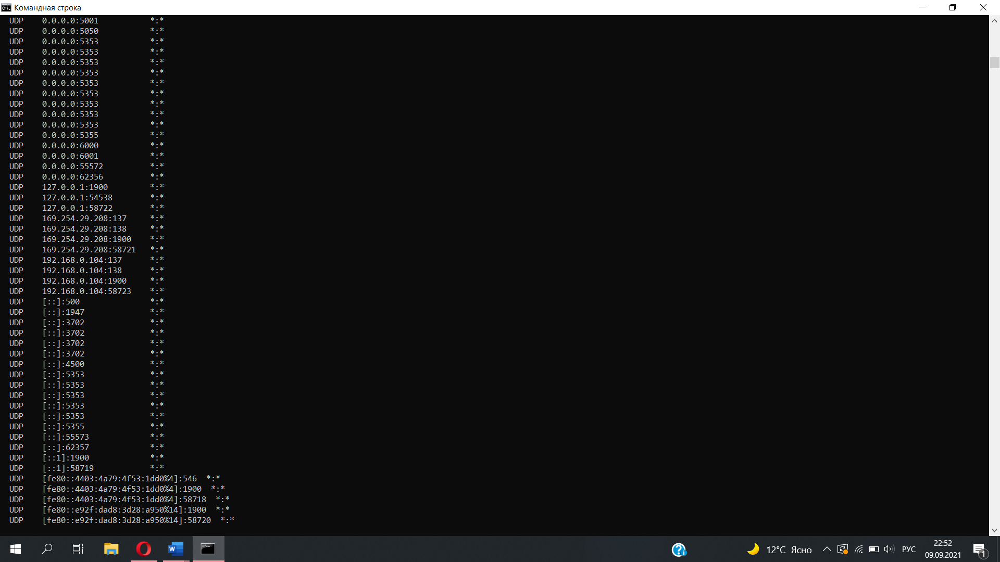 Командная строка
UDP 0.0.0.0:5001 *:*
UDP 0.0.0.0:5050 *:*
UDP 0.0.0.0:5353 *:*
UDP 0.0.0.0:5353 *:*
UDP 0.0.0.0:5353 *:*
UDP 0.0.0.0:5353 *:*
UDP 0.0.0.0:5353 *:*
UDP 0.0.0.0:5353 *:*
UDP 0.0.0.0:5353 *:*
UDP 0.0.0.0:5353 *:*
UDP 0.0.0.0:5353 *:*
UDP 0.0.0.0:5355 *:*
UDP 0.0.0.0:6000 *:*
UDP 0.0.0.0:6001 *:*
UDP 0.0.0.0:55572 *:*
UDP 0.0.0.0:62356 *:*
UDP 127.0.0.1:1900 *:*
UDP 127.0.0.1:54538 *:*
UDP 127.0.0.1:58722 *:*
UDP 169.254.29.208:137 *:*
UDP 169.254.29.208:138 *:*
UDP 169.254.29.208:1900 *:*
UDP 169.254.29.208:58721 *:*
UDP 192.168.0.104:137 *:*
UDP 192.168.0.104:138 *:*
UDP 192.168.0.104:1900 *:*
UDP 192.168.0.104:58723 *:*
UDP [::]:500 *:*
UDP [::]:1947 *:*
UDP [::]:3702 *:*
UDP [::]:3702 *:*
UDP [::]:3702 *:*
UDP [::]:3702 *:*
UDP [::]:4500 *:*
UDP [::]:5353 *:*
UDP [::]:5353 *:*
UDP [::]:5353 *:*
UDP [::]:5353 *:*
UDP [::]:5353 *:*
UDP [::]:5355 *:*
UDP [::]:55573 *:*
UDP [::]:62357 *:*
UDP [::1]:1900 *:*
UDP [::1]:58719 *:*
UDP [fe80::4403:4a79:4f53:1dd0%4]:546 *:*
UDP [fe80::4403:4a79:4f53:1dd0%4]:1900 *:*
UDP [fe80::4403:4a79:4f53:1dd0%4]:58718 *:*
UDP [fe80::e92f:dad8:3d28:a950%14]:1900 *:*
UDP [fe80::e92f:dad8:3d28:a950%14]:58720 *:*
12°C Ясно РУС 22:52
09.09.2021 1